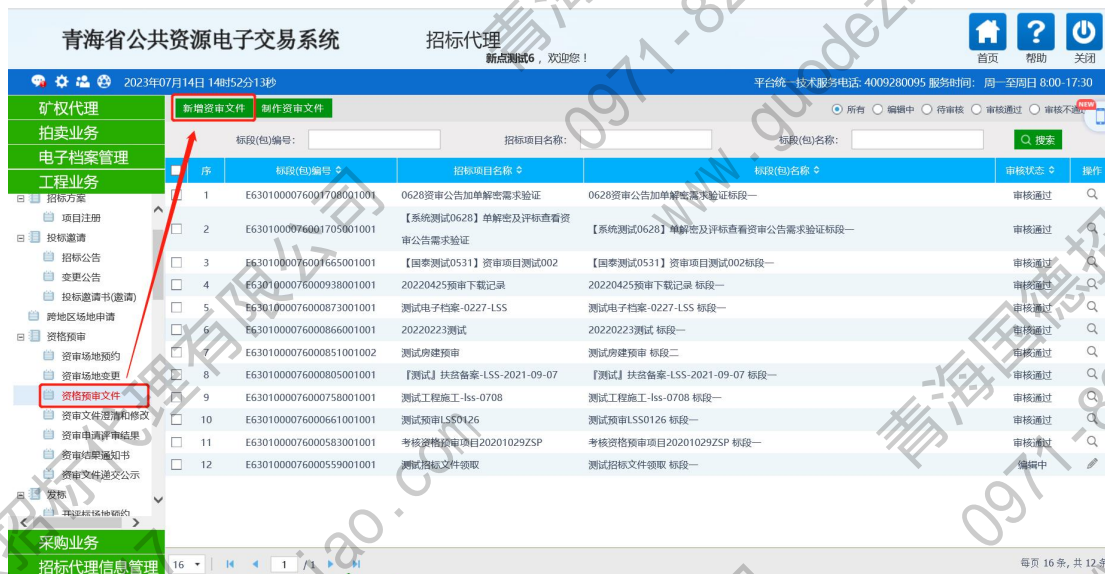 青海省公共资源电子交易系统
招标代理
新点测试6 ，欢迎您！
首页 帮助 关闭
2023年07月14日 14时52分13秒
平台统一技术服务电话: 4009280095 服务时间: 周一至周日 8:00-17:30
矿权代理
拍卖业务
电子档案管理
工程业务
招标方案
项目注册
投标邀请
招标公告
变更公告
投标邀请书(邀请)
跨地区场地申请
资格预审
资审场地预约
资审场地变更
资格预审文件
资审文件澄清和修改
资审申请评审结果
资审结果通知书
资审文件递交公示
发标
开评标场地预约
采购业务
招标代理信息管理
新增资审文件 制作资审文件
所有 编辑中 待审核 审核通过 审核不通
NEW
标段(包)编号: 招标项目名称: 标段(包)名称: 搜索
序 标段(包)编号 招标项目名称 标段(包)名称 审核状态 操作
1 E6301000076001708001001 0628资审公告加单解密需求验证 0628资审公告加单解密需求验证标段一 审核通过
2 E6301000076001705001001 【系统测试0628】单解密及评标查看资
审公告需求验证 【系统测试0628】单解密及评标查看资审公告需求验证标段一 审核通过
3 E6301000076001665001001 【国泰测试0531】资审项目测试002 【国泰测试0531】资审项目测试002标段一 审核通过
4 E6301000076000938001001 20220425预审下载记录 20220425预审下载记录 标段一 审核通过
5 E6301000076000873001001 测试电子档案-0227-LSS 测试电子档案-0227-LSS 标段一 审核通过
6 E6301000076000866001001 20220223测试 20220223测试 标段一 审核通过
7 E6301000076000851001002 测试房建预审 测试房建预审 标段二 审核通过
8 E6301000076000805001001 『测试』扶贫备案-LSS-2021-09-07 『测试』扶贫备案-LSS-2021-09-07 标段一 审核通过
9 E6301000076000758001001 测试工程施工-lss-0708 测试工程施工-lss-0708 标段一 审核通过
10 E6301000076000661001001 测试预审LSS0126 测试预审LSS0126 标段一 审核通过
11 E6301000076000583001001 考核资格预审项目20201029ZSP 考核资格预审项目20201029ZSP 标段一 审核通过
12 E6301000076000559001001 测试招标文件领取 测试招标文件领取 标段一 编辑中
16 1 /1
每页 16 条, 共 12 条